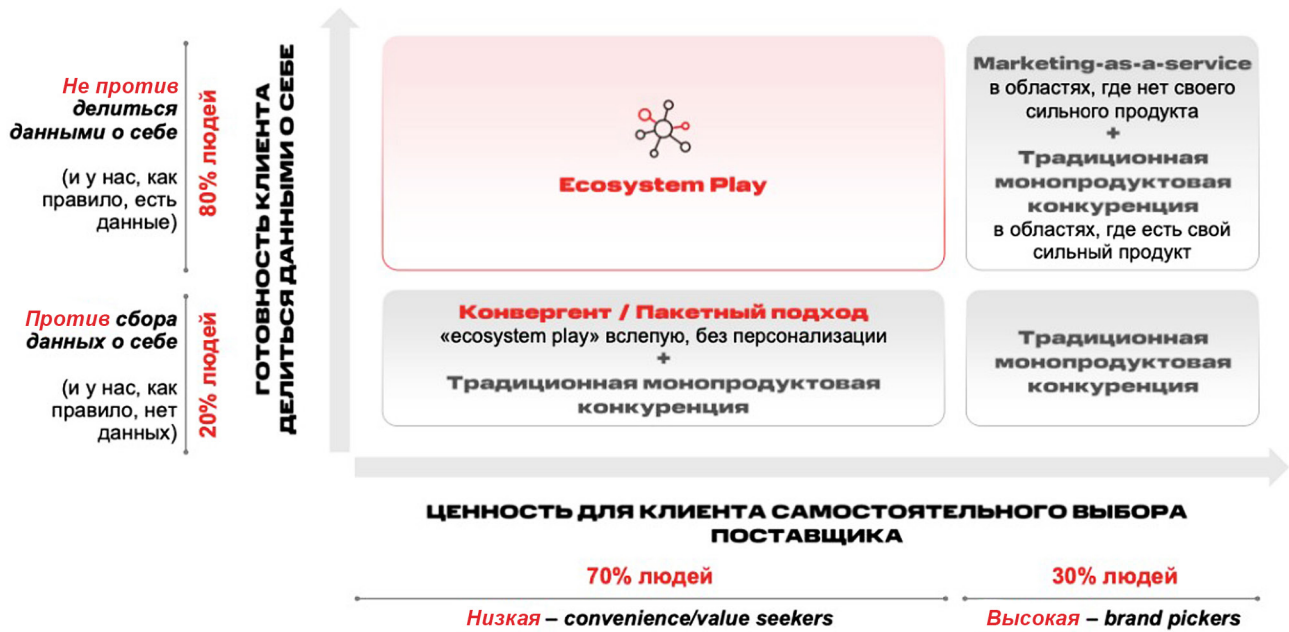 Не против
делиться
данными о себе
(и у нас, как
правило, есть
данные)
80% людей
Против сбора
данных о себе
(и у нас, как
правило, нет
данных)
20% людей
ГОТОВНОСТЬ КЛИЕНТА
ДЕЛИТЬСЯ ДАННЫМИ О СЕБЕ
Ecosystem Play
Marketing-as-a-service
в областях, где нет своего
сильного продукта
+
Традиционная
монопродуктовая
конкуренция
в областях, где есть свой
сильный продукт
Конвергент / Пакетный подход
«ecosystem play» вслепую, без персонализации
+
Традиционная монопродуктовая
конкуренция
Традиционная
монопродуктовая
конкуренция
ЦЕННОСТЬ ДЛЯ КЛИЕНТА САМОСТОЯТЕЛЬНОГО ВЫБОРА
ПОСТАВЩИКА
70% людей
Низкая – convenience/value seekers
30% людей
Высокая – brand pickers